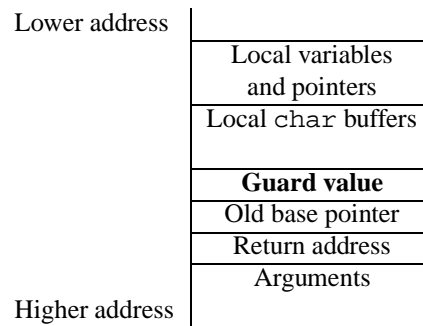 Lower address
Local variables
and pointers
Local char buffers
Guard value
Old base pointer
Return address
Arguments
Higher address